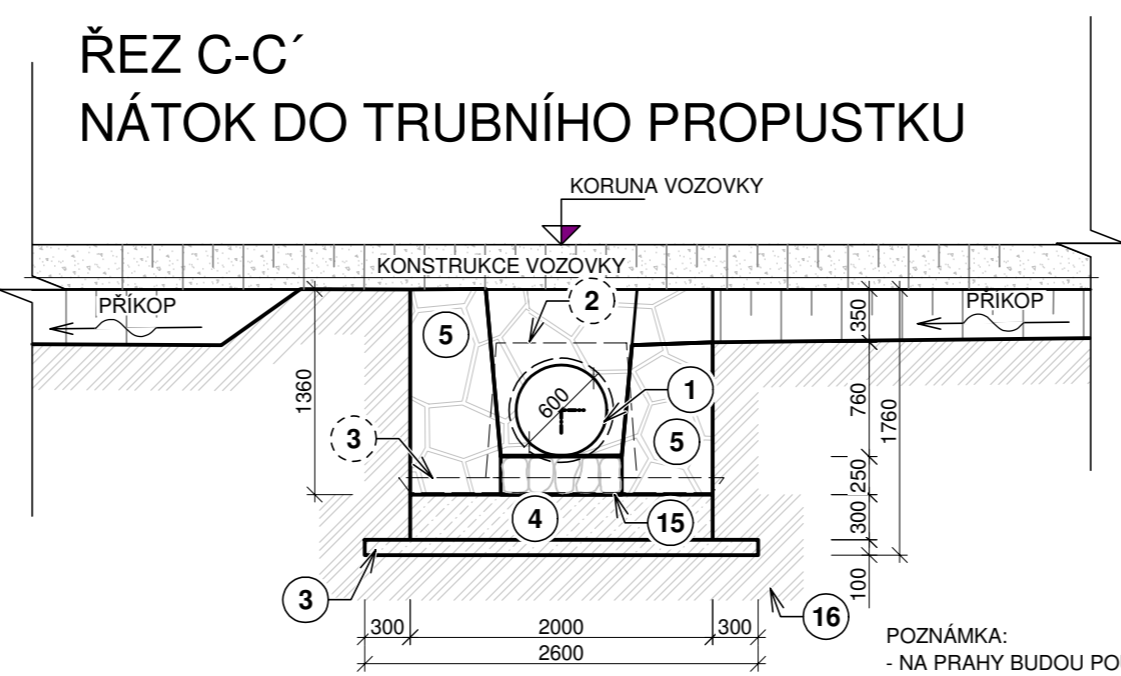 ŘEZ C-C´
NÁTOK DO TRUBNÍHO PROPUSTKU
KORUNA VOZOVKY
KONSTRUKCE VOZOVKY
PŘÍKOP
2
PŘÍKOP
5
350
1360
600
1
760
1760
3
5
250
4
15
300
3
100
16
300
2000
300
2600
POZNÁMKA:
- NA PRAHY BUDOU